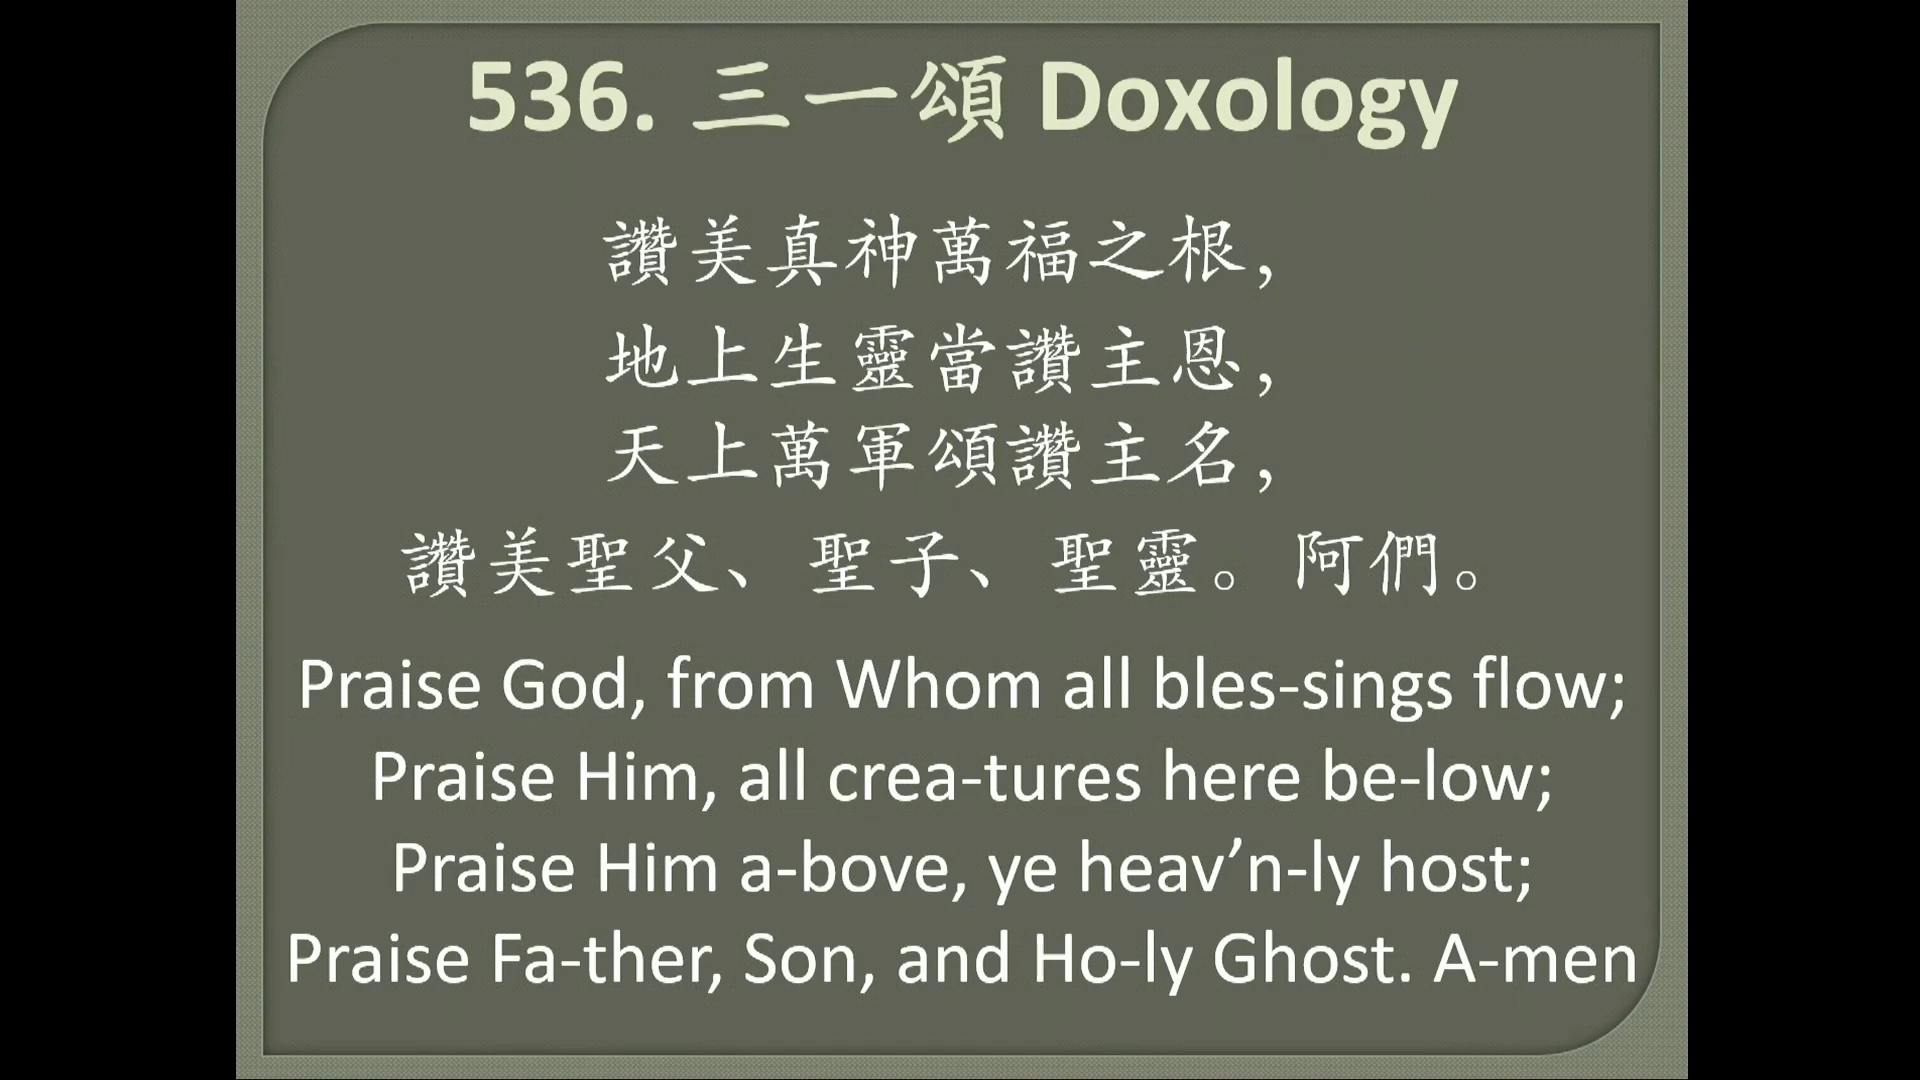 536. 三一頌 Doxology
讚美真神萬福之根,
地上生靈當讚主恩,
天上萬軍頌讚主名,
讚美聖父、聖子、聖靈。阿們。
Praise God, from Whom all bles-sings flow;
Praise Him, all crea-tures here be-low;
Praise Him a-bove, ye heav’n-ly host;
Praise Fa-ther, Son, and Ho-ly Ghost. A-men